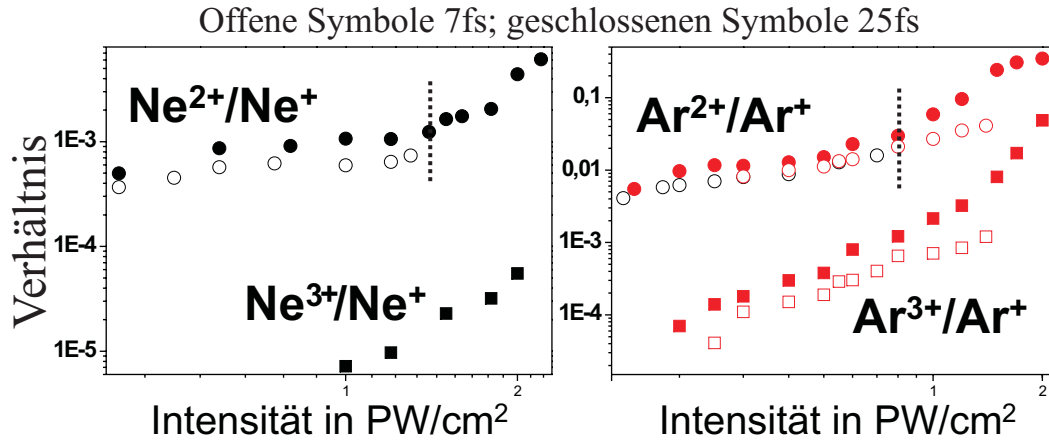 Offene Symbole 7fs; geschlossenen Symbole 25fs
Verhältnis
Ne²⁺/Ne⁺
Ne³⁺/Ne⁺
1E-3
1E-4
1E-5
1
2
Intensität in PW/cm²
Ar²⁺/Ar⁺
Ar³⁺/Ar⁺
0,1
0,01
1E-3
1E-4
1
2
Intensität in PW/cm²